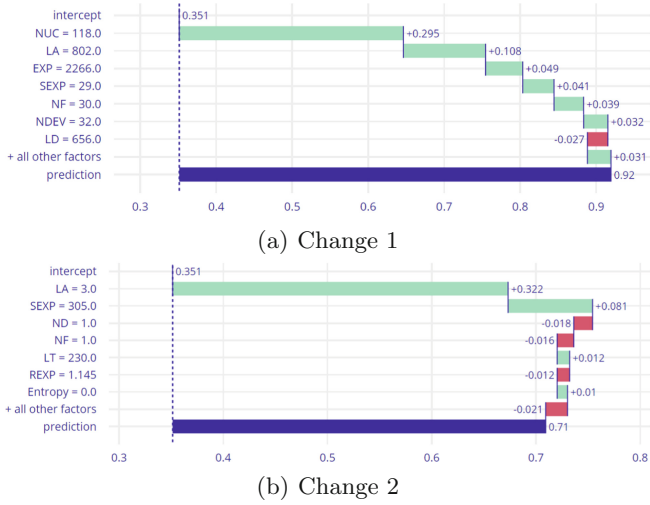 intercept 0.351
NUC = 118.0 +0.295
LA = 802.0 +0.108
EXP = 2266.0 +0.049
SEXP = 29.0 +0.041
NF = 30.0 +0.039
NDEV = 32.0 +0.032
LD = 656.0 -0.027
+ all other factors +0.031
prediction 0.92
0.3 0.4 0.5 0.6 0.7 0.8 0.9
(a) Change 1
intercept 0.351
LA = 3.0 +0.322
SEXP = 305.0 +0.081
ND = 1.0 -0.018
NF = 1.0 -0.016
LT = 230.0 +0.012
REXP = 1.145 -0.012
Entropy = 0.0 +0.01
+ all other factors -0.021
prediction 0.71
0.3 0.4 0.5 0.6 0.7 0.8
(b) Change 2